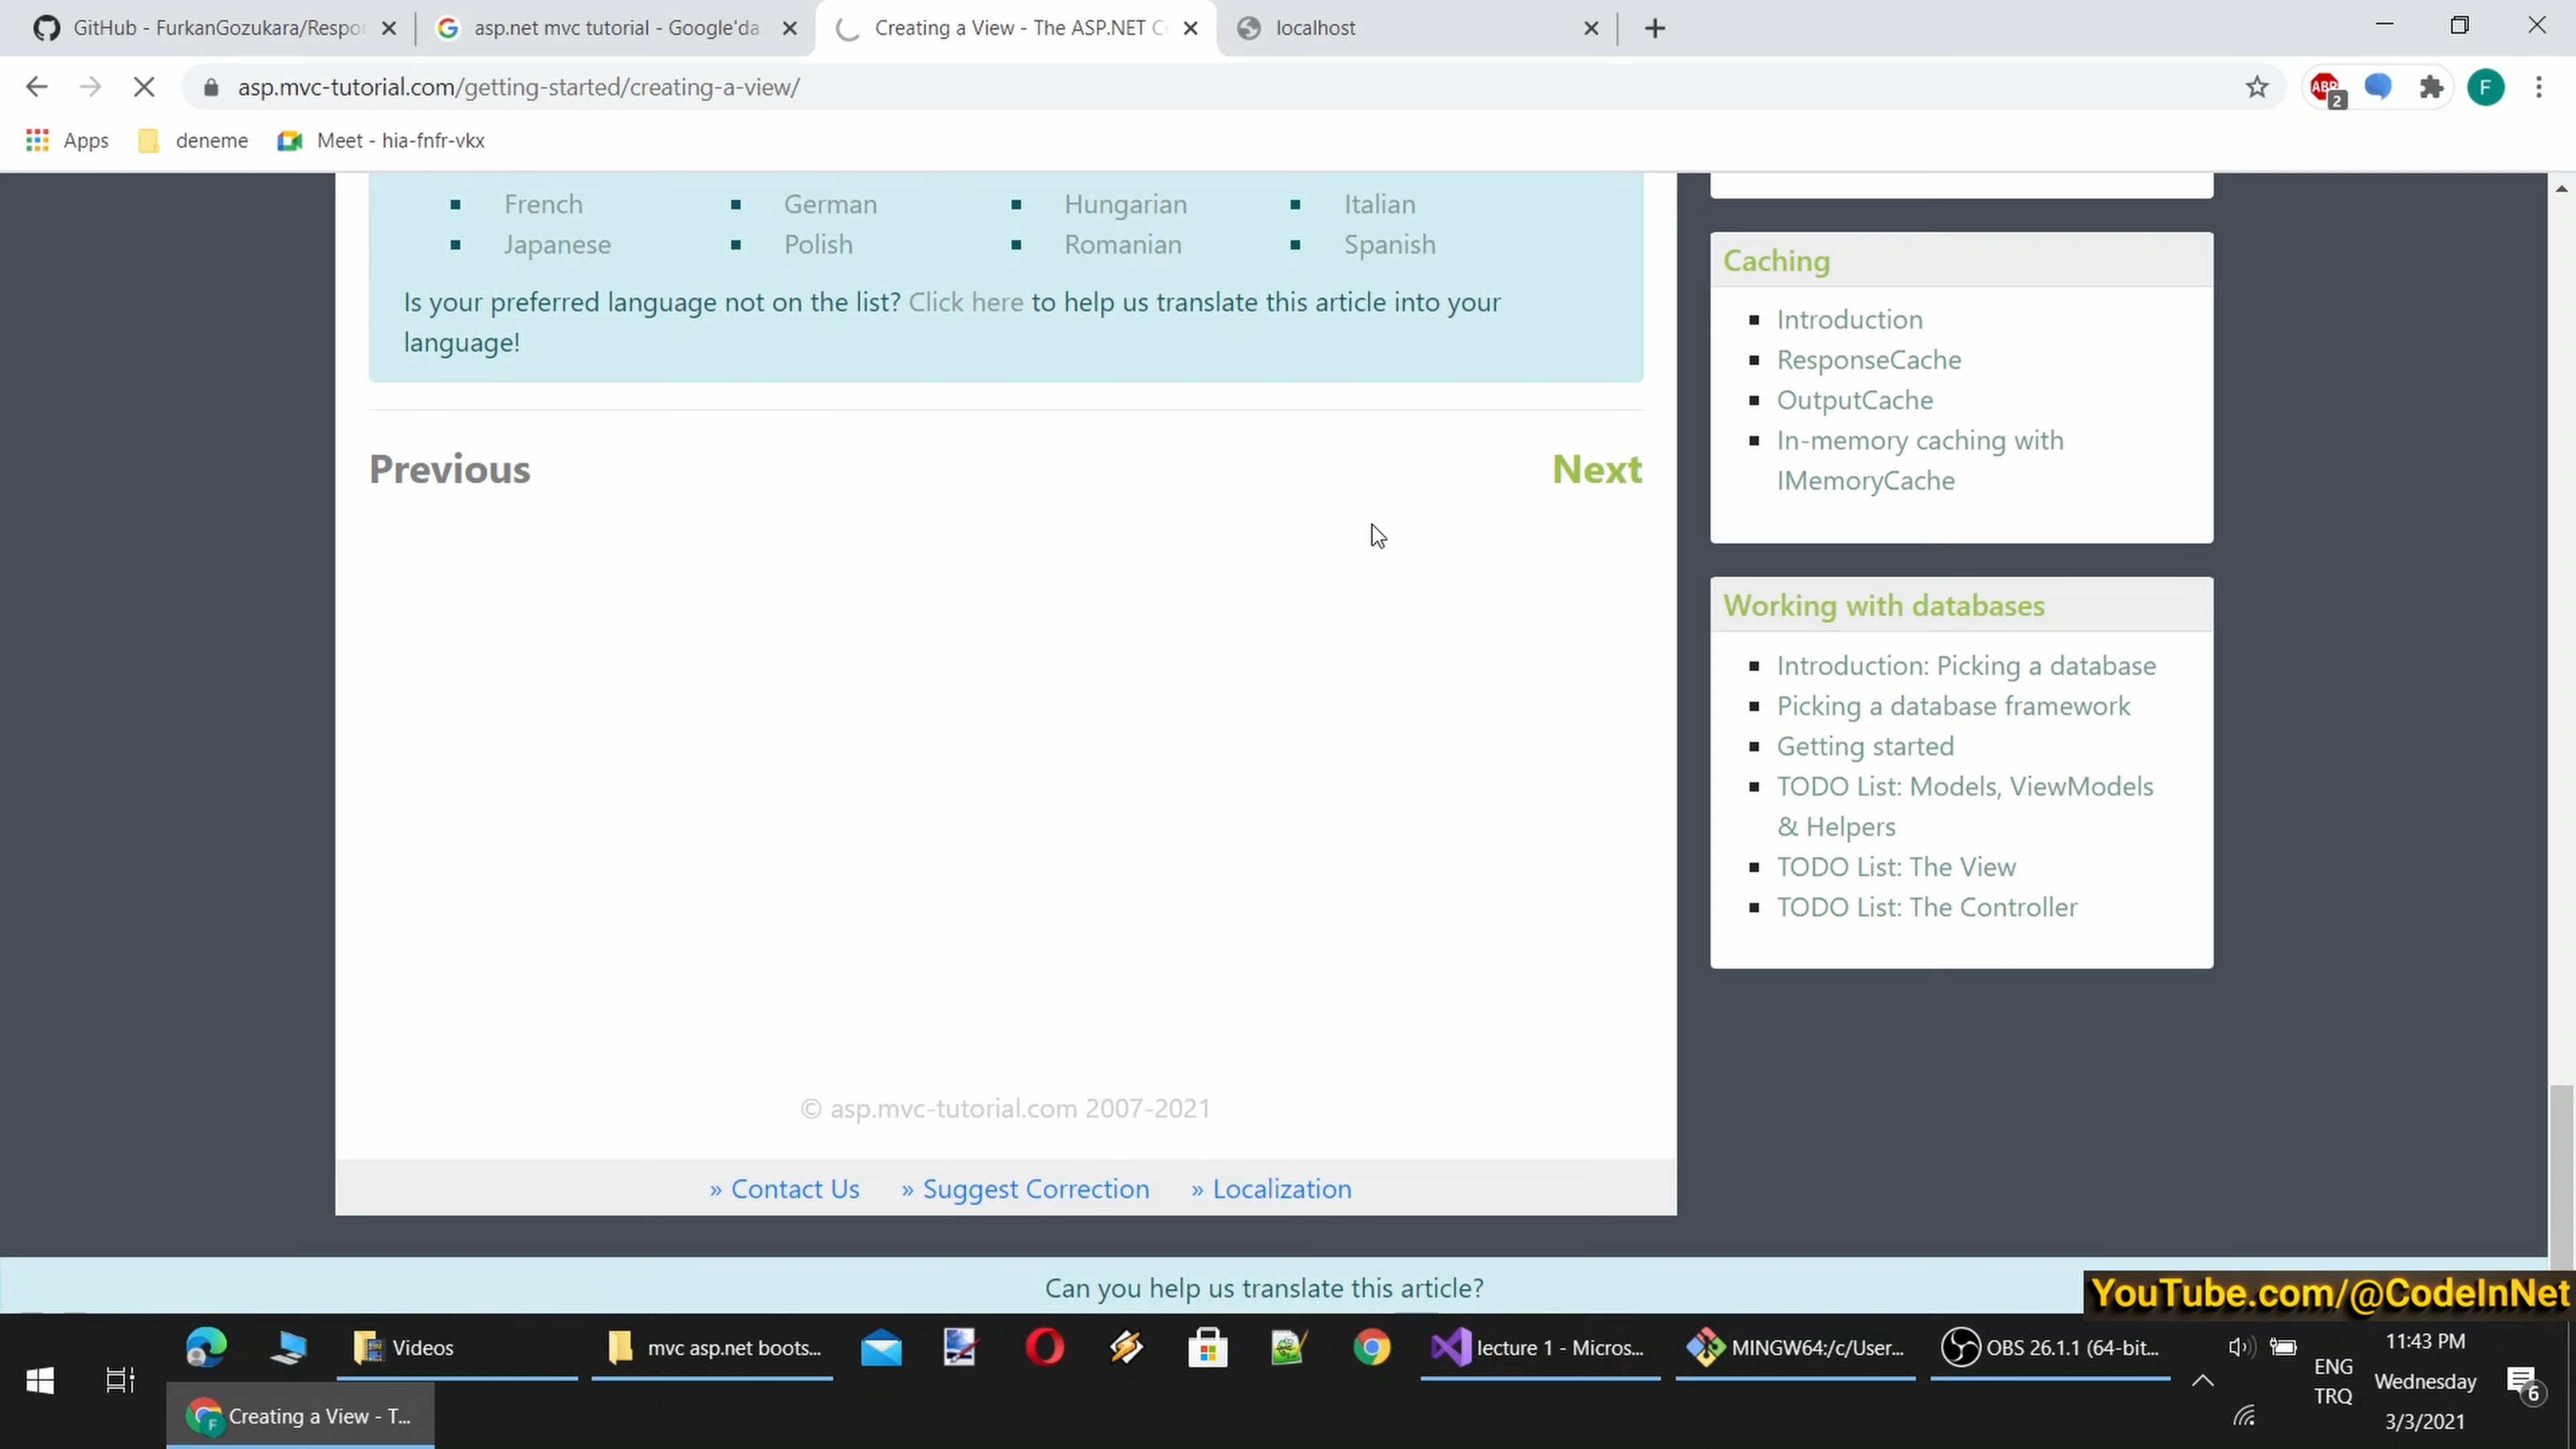 GitHub - FurkanGozukara/Respon
asp.net mvc tutorial - Google'da
Creating a View - The ASP.NET Co
localhost
asp.mvc-tutorial.com/getting-started/creating-a-view/
ABP
2
F
Apps
deneme
Meet - hia-fnfr-vkx
French
German
Hungarian
Italian
Japanese
Polish
Romanian
Spanish
Is your preferred language not on the list? Click here to help us translate this article into your
language!
Previous
Next
© asp.mvc-tutorial.com 2007-2021
» Contact Us
» Suggest Correction
» Localization
Caching
Introduction
ResponseCache
OutputCache
In-memory caching with
IMemoryCache
Working with databases
Introduction: Picking a database
Picking a database framework
Getting started
TODO List: Models, ViewModels
& Helpers
TODO List: The View
TODO List: The Controller
Can you help us translate this article?
YouTube.com/@CodeInNet
Videos
mvc asp.net boots...
lecture 1 - Micros...
MINGW64:/c/User...
OBS 26.1.1 (64-bit...
Creating a View - T...
F
ENG
TRQ
11:43 PM
Wednesday
3/3/2021
6